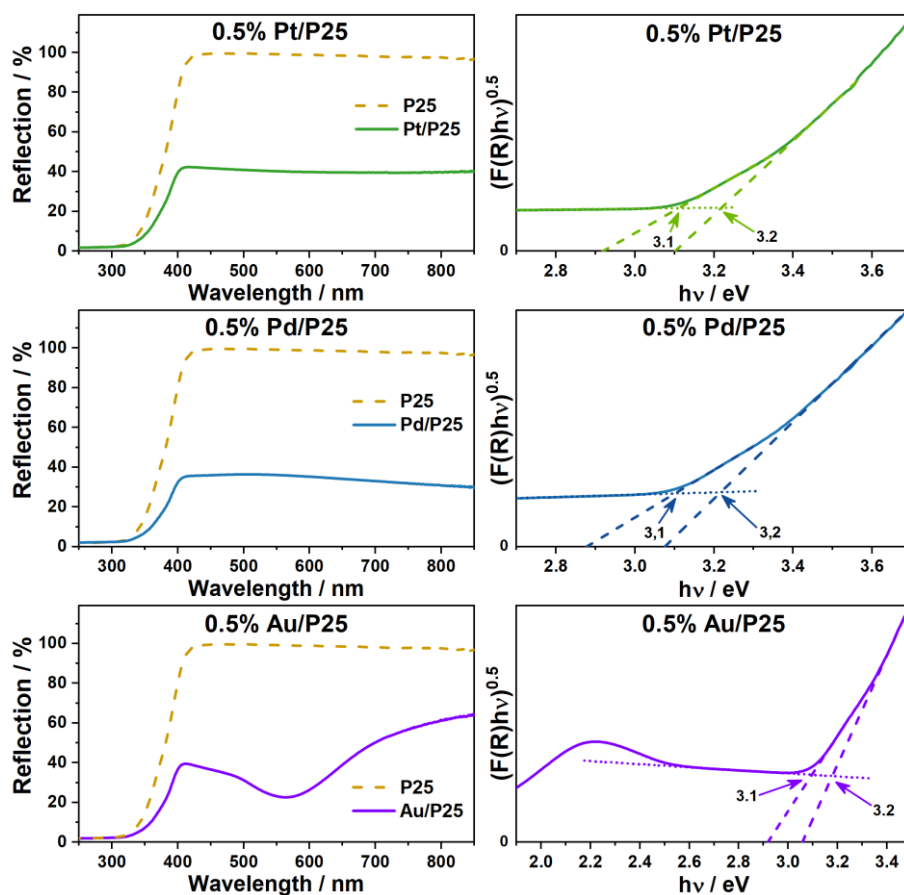 0.5% Pt/P25
Reflection / %
100
80
60
40
20
0
P25
Pt/P25
300 400 500 600 700 800
Wavelength / nm
0.5% Pt/P25
(F(R)hν)^0.5
0
3.1
3.2
2.8 3.0 3.2 3.4 3.6
hν / eV
0.5% Pd/P25
Reflection / %
100
80
60
40
20
0
P25
Pd/P25
300 400 500 600 700 800
Wavelength / nm
0.5% Pd/P25
(F(R)hν)^0.5
0
3,1
3,2
2.8 3.0 3.2 3.4 3.6
hν / eV
0.5% Au/P25
Reflection / %
100
80
60
40
20
0
P25
Au/P25
300 400 500 600 700 800
Wavelength / nm
0.5% Au/P25
(F(R)hν)^0.5
0
3.1
3.2
2.0 2.2 2.4 2.6 2.8 3.0 3.2 3.4
hν / eV